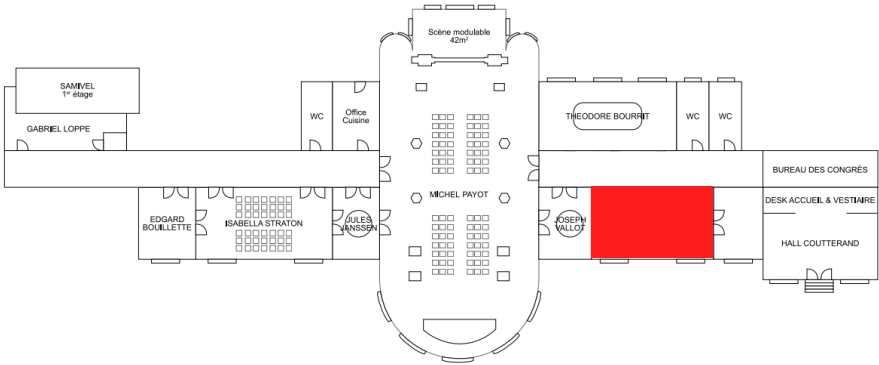 Scène modulable
42m²
SAMIVEL
1er étage
GABRIEL LOPPE
WC
Office
Cuisine
THEODORE BOURRIT
WC
WC
BUREAU DES CONGRÈS
MICHEL PAYOT
DESK ACCUEIL & VESTIAIRE
EDGARD
BOUILLETTE
ISABELLA STRATON
JULES
JANSSEN
JOSEPH
VALLOT
HALL COUTTERAND